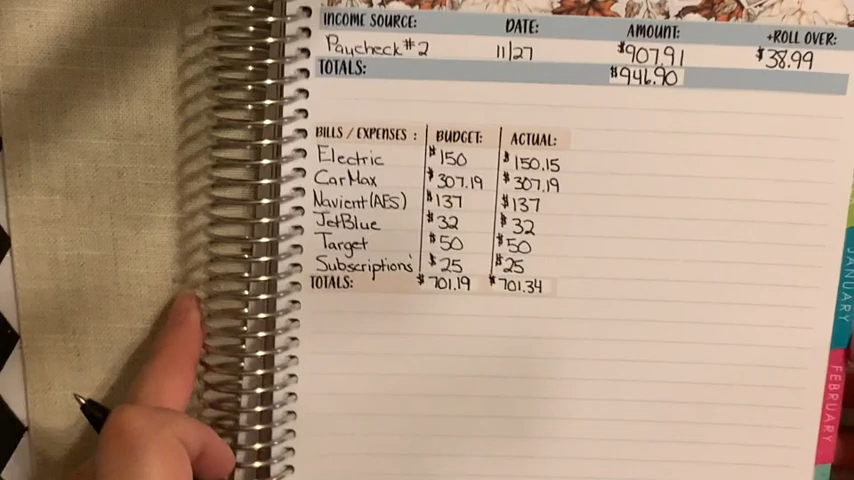 INCOME SOURCE: DATE: AMOUNT: +ROLL OVER:
Paycheck #2 11/27 $907.91 $38.99
TOTALS: $946.90
BILLS / EXPENSES : BUDGET: ACTUAL:
Electric $150 $150.15
CarMax $307.19 $307.19
Navient (AES) $137 $137
JetBlue $32 $32
Target $50 $50
Subscriptions $25 $25
TOTALS: $701.19 $701.34
JANUARY
FEBRUARY